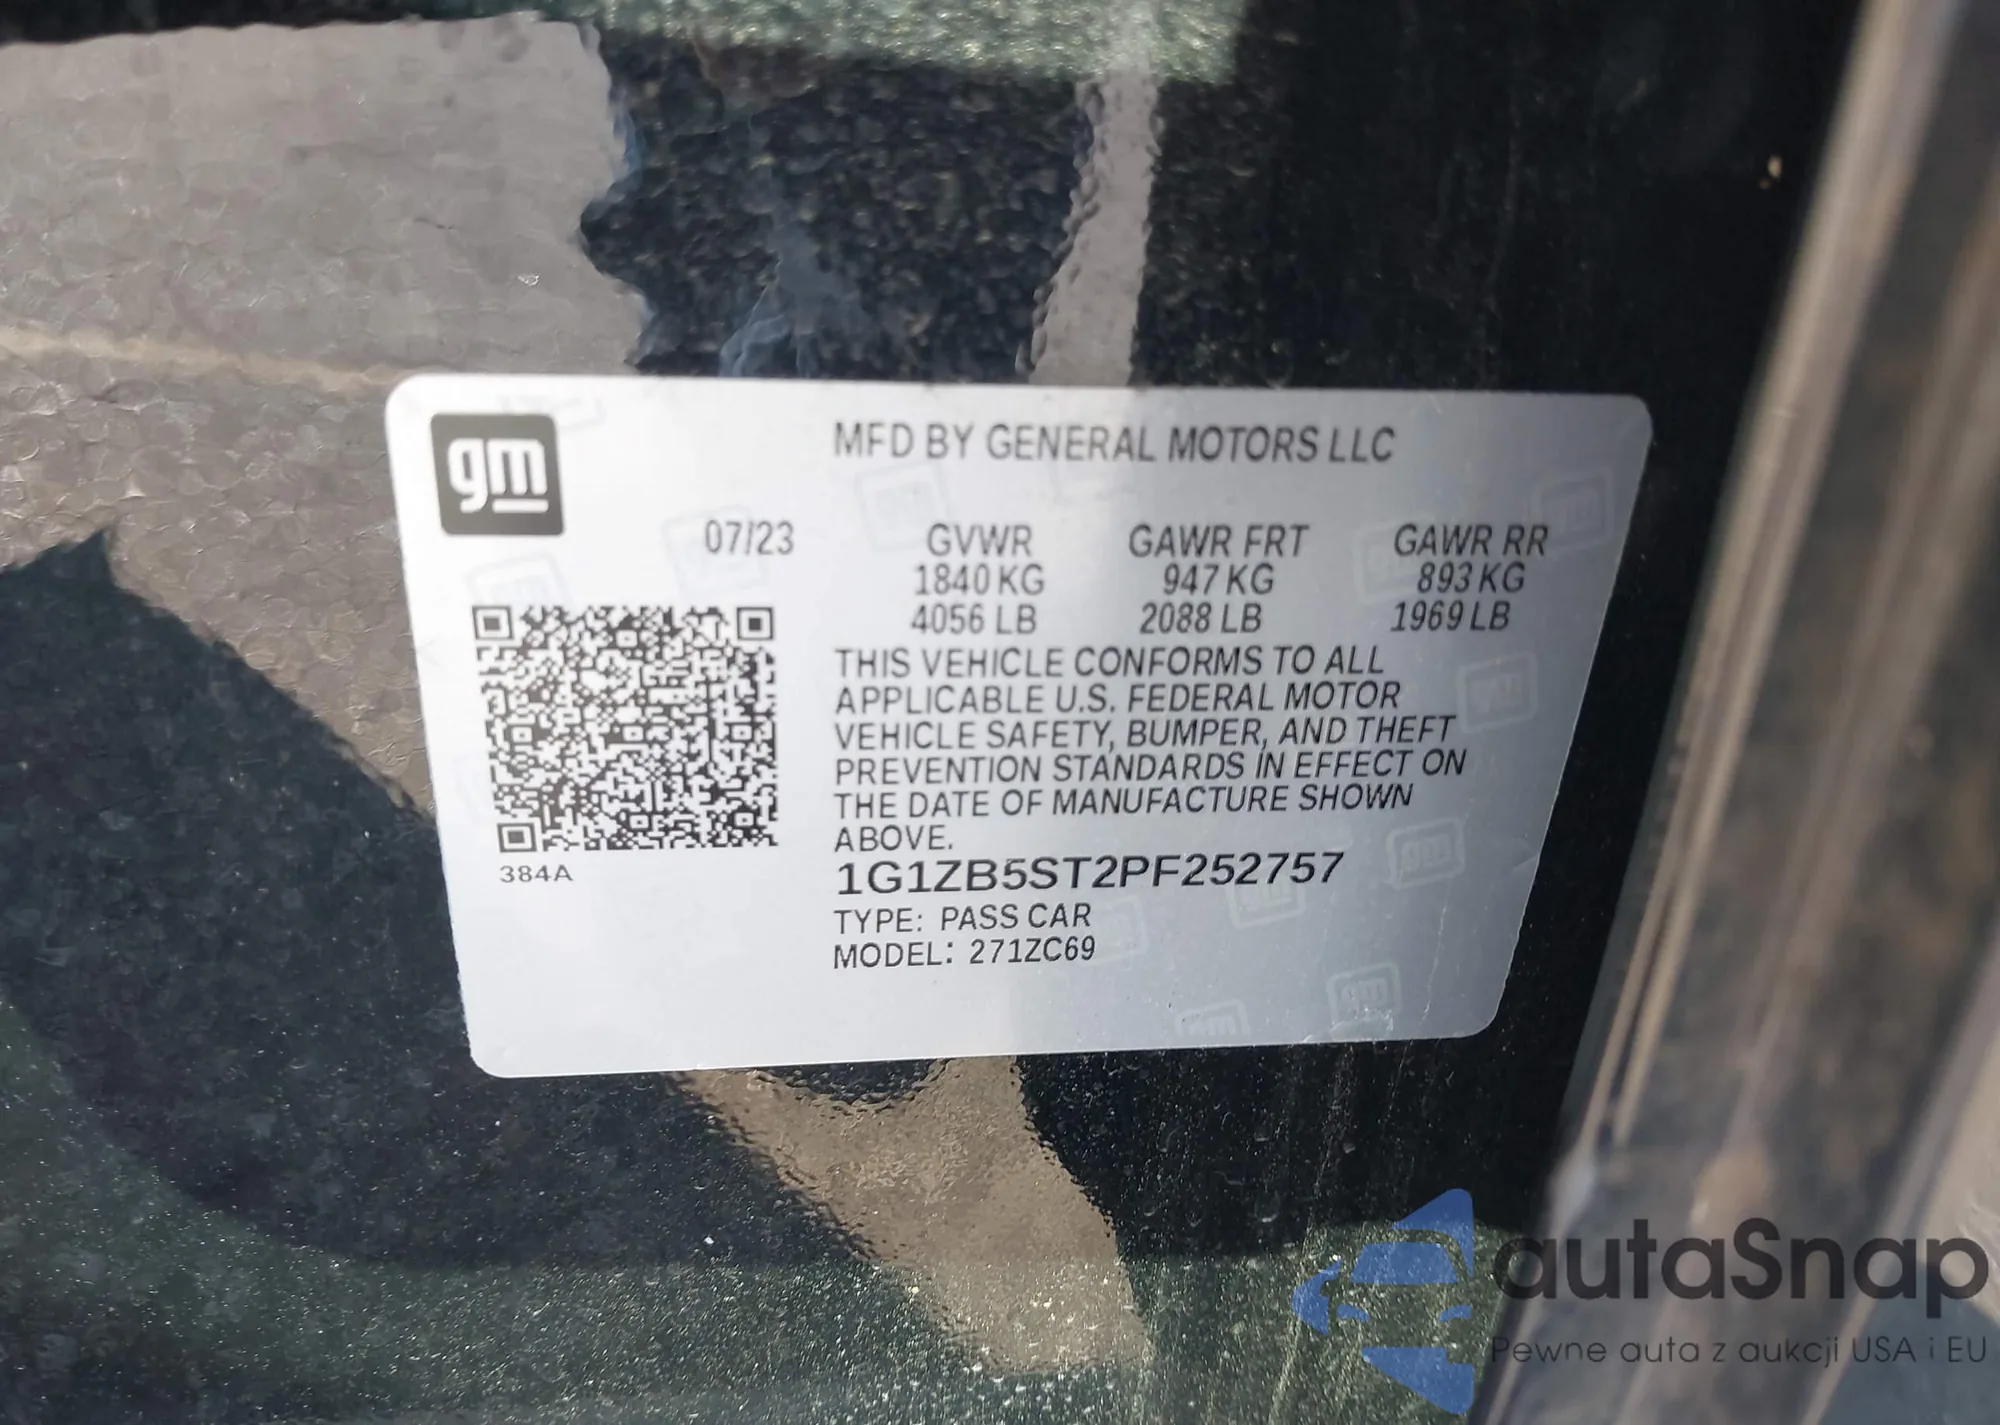 gm
MFD BY GENERAL MOTORS LLC
07/23 GVWR GAWR FRT GAWR RR
1840 KG 947 KG 893 KG
4056 LB 2088 LB 1969 LB
THIS VEHICLE CONFORMS TO ALL
APPLICABLE U.S. FEDERAL MOTOR
VEHICLE SAFETY, BUMPER, AND THEFT
PREVENTION STANDARDS IN EFFECT ON
THE DATE OF MANUFACTURE SHOWN
ABOVE.
384A
1G1ZB5ST2PF252757
TYPE: PASS CAR
MODEL: 271ZC69
autaSnap
Pewne auta z aukcji USA i EU